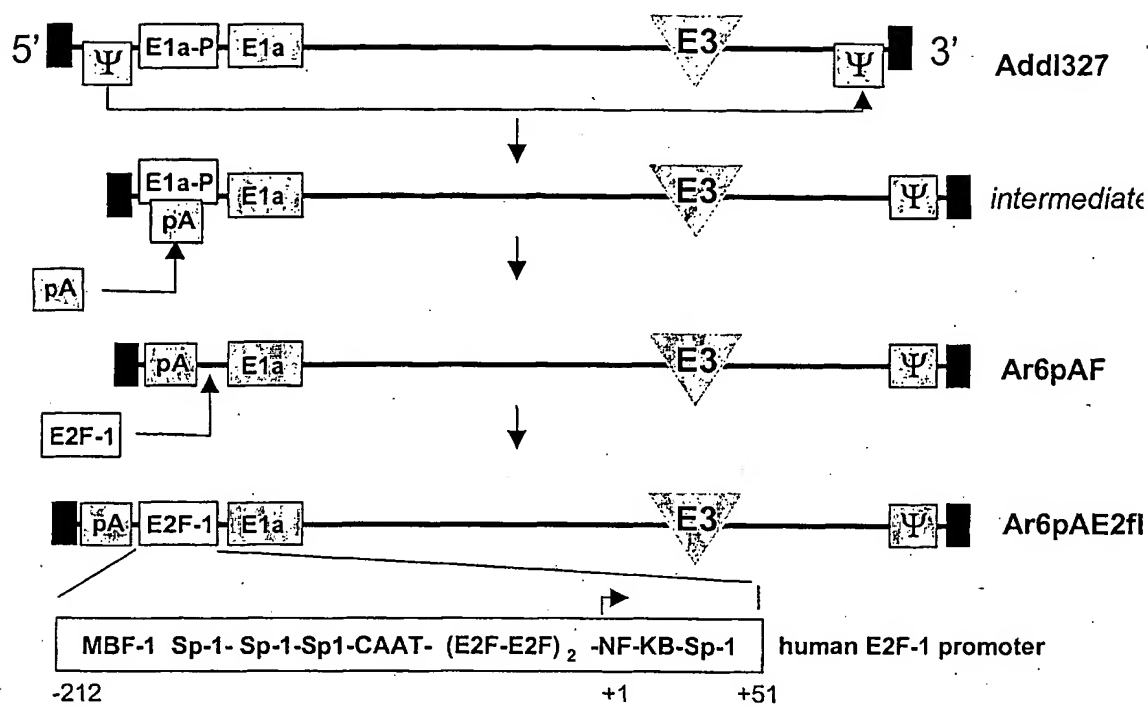 5' Ψ E1a-P E1a E3 Ψ 3' Addl327
E1a-P E1a E3 Ψ intermediate
pA
pA
pA E1a E3 Ψ Ar6pAF
E2F-1
pA E2F-1 E1a E3 Ψ Ar6pAE2f
MBF-1 Sp-1- Sp-1-Sp1-CAAT- (E2F-E2F) 2 -NF-KB-Sp-1 human E2F-1 promoter
-212 +1 +51